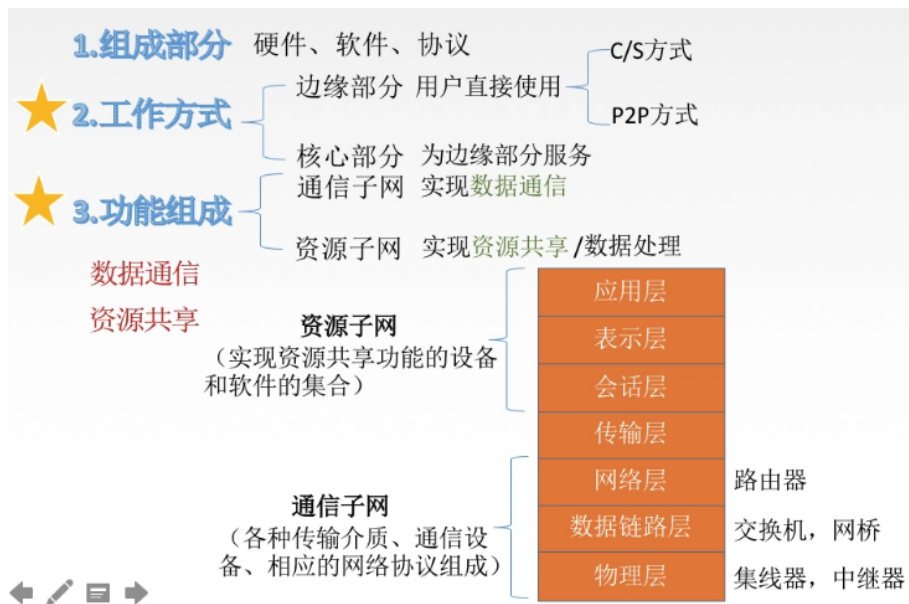 1.组成部分 硬件、软件、协议
C/S方式
2.工作方式
边缘部分 用户直接使用
P2P方式
核心部分 为边缘部分服务
3.功能组成
通信子网 实现数据通信
资源子网 实现资源共享/数据处理
数据通信
资源共享
资源子网
（实现资源共享功能的设备
和软件的集合）
应用层
表示层
会话层
传输层
网络层 路由器
数据链路层 交换机，网桥
物理层 集线器，中继器
通信子网
（各种传输介质、通信设
备、相应的网络协议组成）